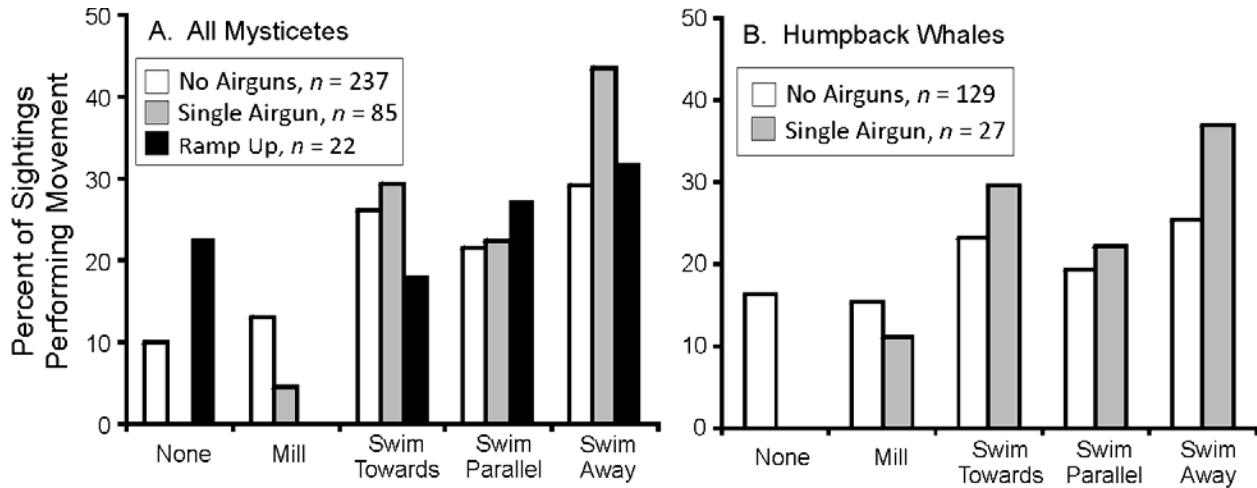 Percent of Sightings
Performing Movement
A. All Mysticetes
No Airguns, n = 237
Single Airgun, n = 85
Ramp Up, n = 22
50
40
30
20
10
0
None
Mill
Swim
Towards
Swim
Parallel
Swim
Away
B. Humpback Whales
No Airguns, n = 129
Single Airgun, n = 27
50
40
30
20
10
0
None
Mill
Swim
Towards
Swim
Parallel
Swim
Away